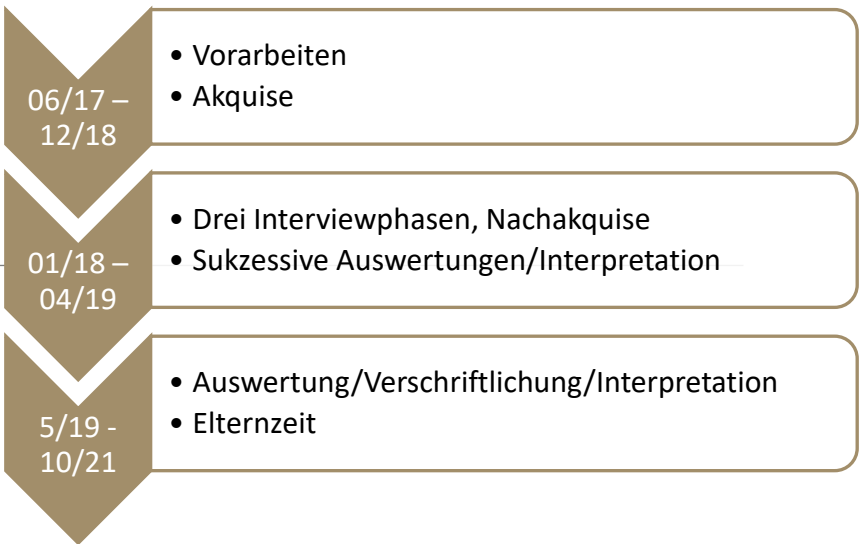 06/17 –
12/18
• Vorarbeiten
• Akquise
01/18 –
04/19
• Drei Interviewphasen, Nachakquise
• Sukzessive Auswertungen/Interpretation
5/19 -
10/21
• Auswertung/Verschriftlichung/Interpretation
• Elternzeit